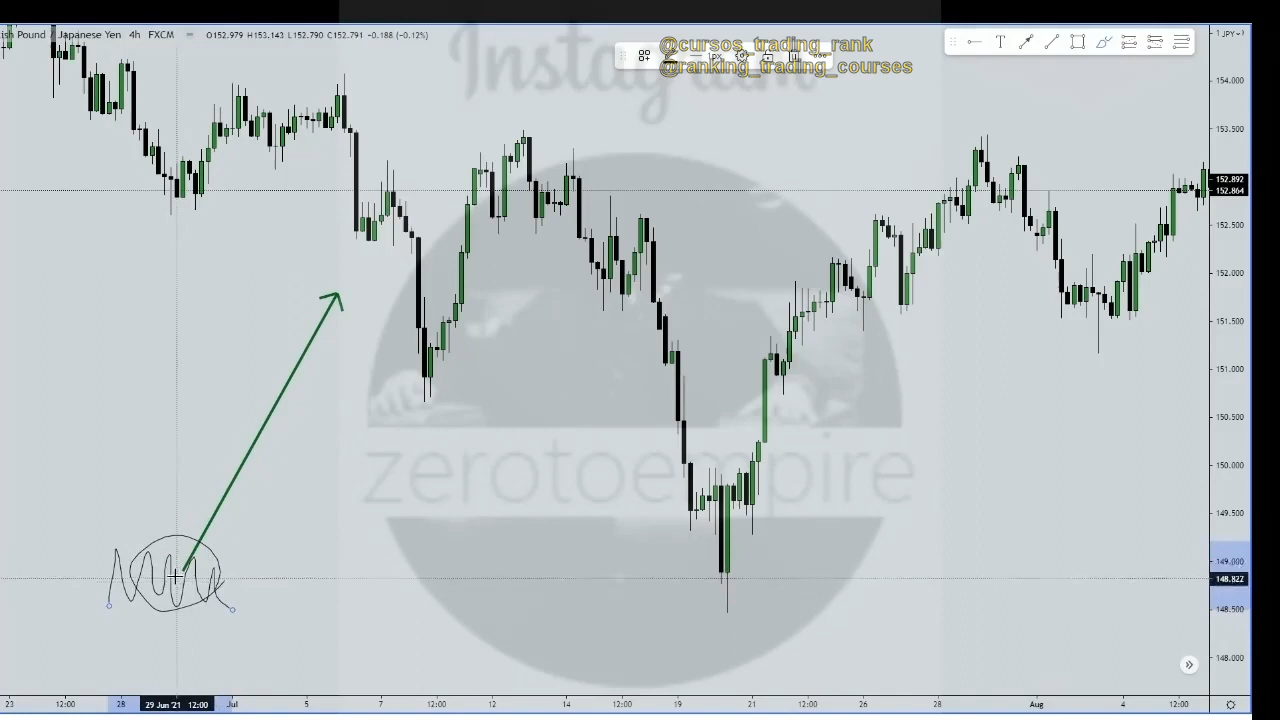 ish Pound / Japanese Yen 4h FXCM O152.979 H153.143 L152.790 C152.791 -0.188 (-0.12%)
Instagram
@cursos_trading_rank
@ranking_trading_courses
zerotoempire
154.000
153.500
152.892
152.864
152.500
152.000
151.500
151.000
150.500
150.000
149.500
149.000
148.822
148.500
148.000
23 12:00 28 29 Jun '21 12:00 Jul 5 7 12:00 12 14 12:00 19 21 12:00 26 28 Aug 4 12:00